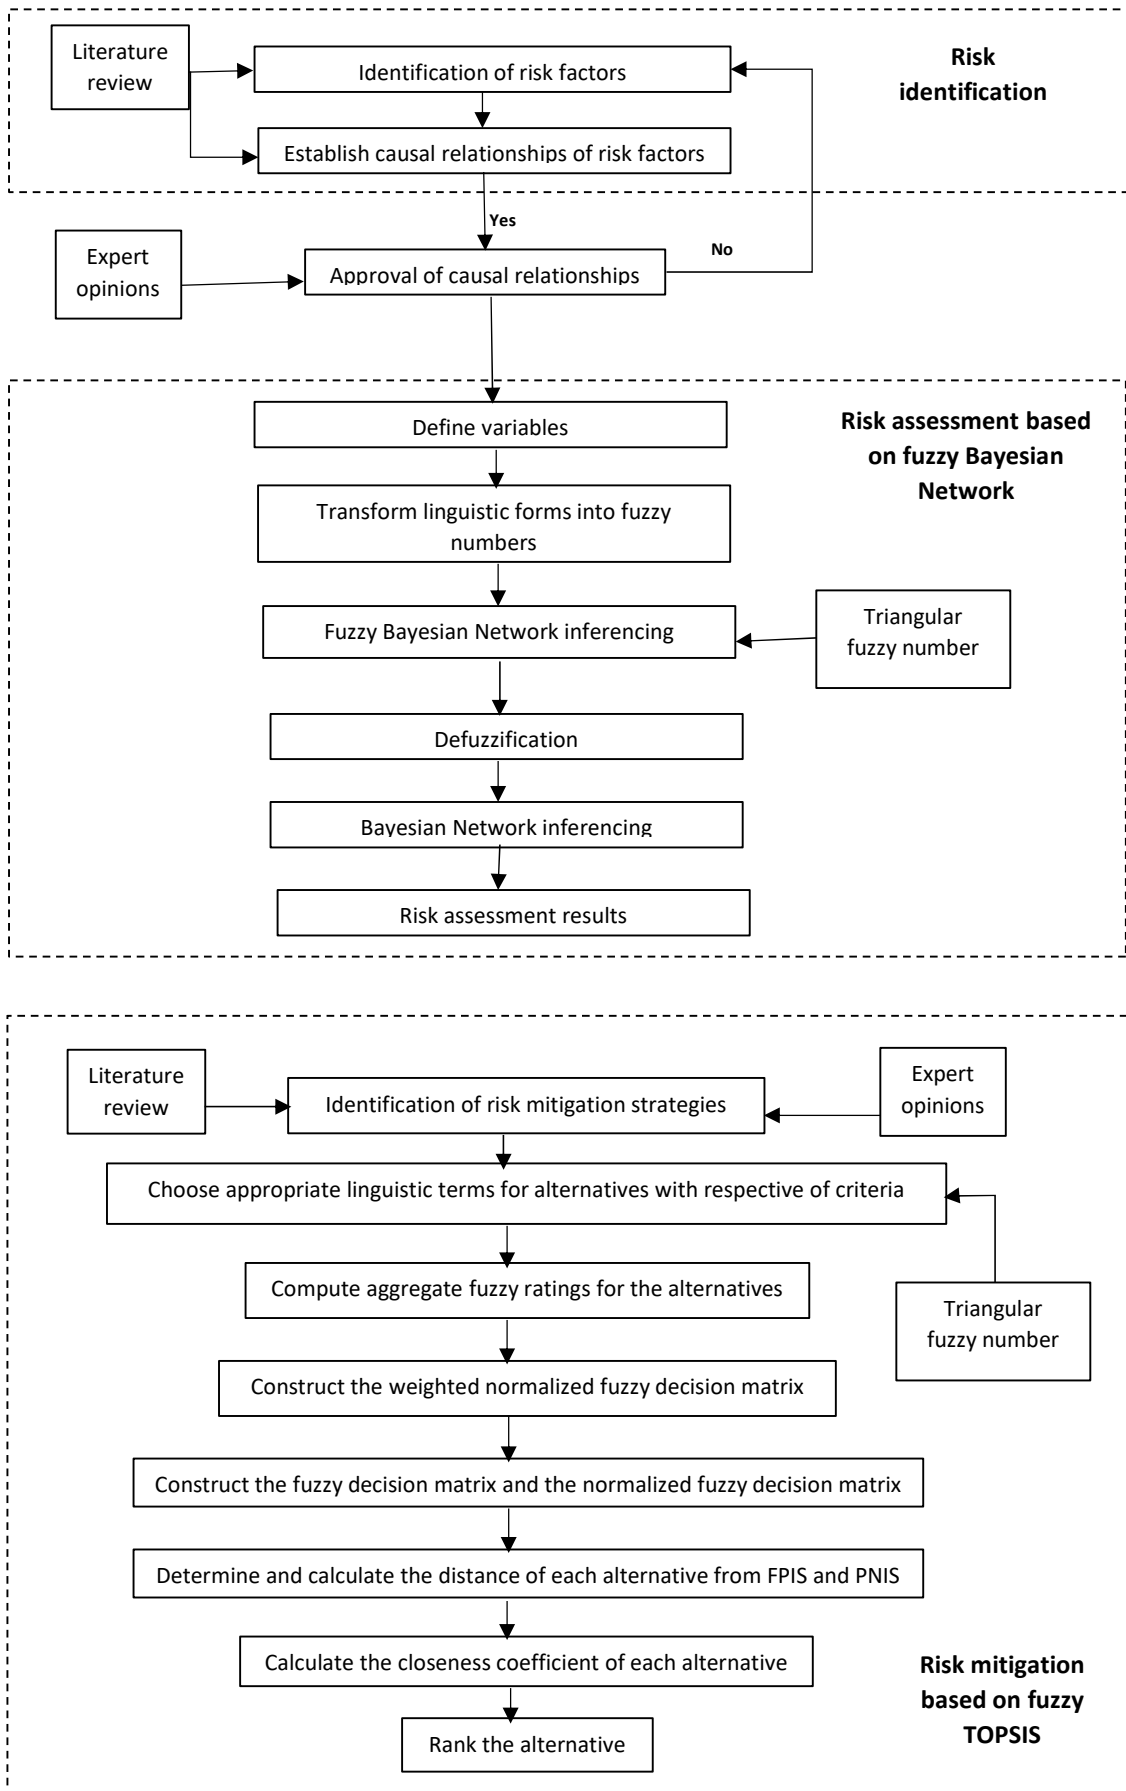 Literature
review
Identification of risk factors
Risk
identification
Establish causal relationships of risk factors
Yes
No
Expert
opinions
Approval of causal relationships
Define variables
Risk assessment based
on fuzzy Bayesian
Network
Transform linguistic forms into fuzzy
numbers
Fuzzy Bayesian Network inferencing
Triangular
fuzzy number
Defuzzification
Bayesian Network inferencing
Risk assessment results
Literature
review
Identification of risk mitigation strategies
Expert
opinions
Choose appropriate linguistic terms for alternatives with respective of criteria
Compute aggregate fuzzy ratings for the alternatives
Triangular
fuzzy number
Construct the weighted normalized fuzzy decision matrix
Construct the fuzzy decision matrix and the normalized fuzzy decision matrix
Determine and calculate the distance of each alternative from FPIS and PNIS
Calculate the closeness coefficient of each alternative
Risk mitigation
based on fuzzy
TOPSIS
Rank the alternative